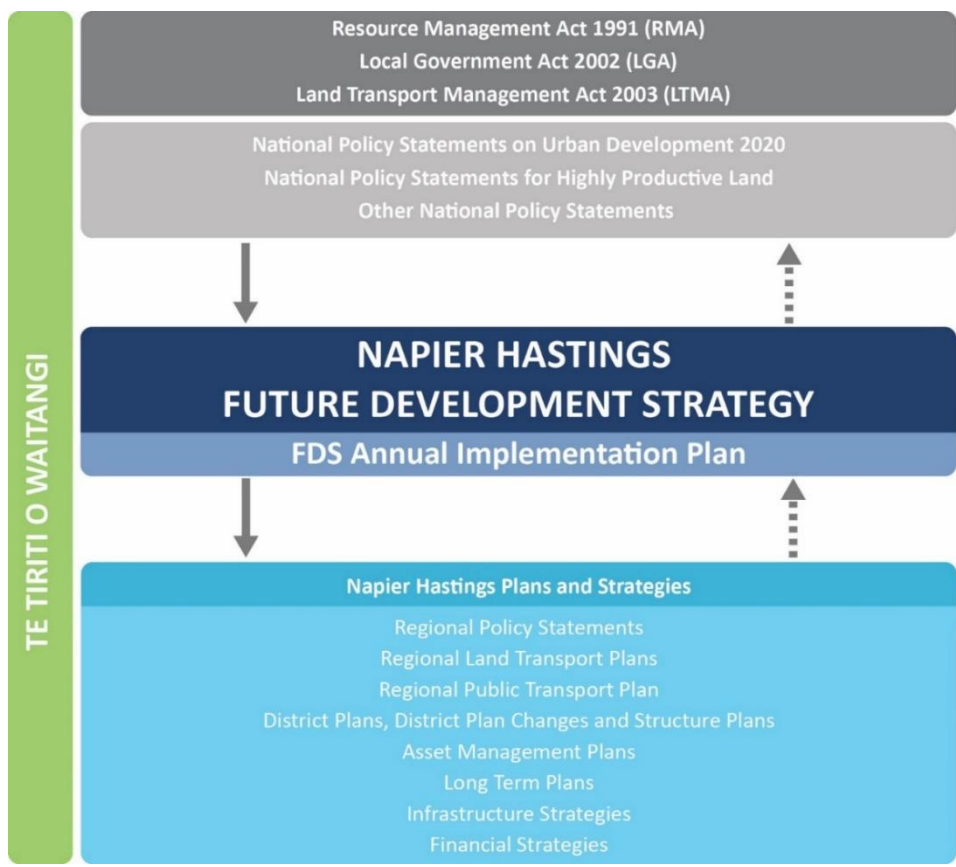 TE TIRITI O WAITANGI
Resource Management Act 1991 (RMA)
Local Government Act 2002 (LGA)
Land Transport Management Act 2003 (LTMA)
National Policy Statements on Urban Development 2020
National Policy Statements for Highly Productive Land
Other National Policy Statements
NAPIER HASTINGS
FUTURE DEVELOPMENT STRATEGY
FDS Annual Implementation Plan
Napier Hastings Plans and Strategies
Regional Policy Statements
Regional Land Transport Plans
Regional Public Transport Plan
District Plans, District Plan Changes and Structure Plans
Asset Management Plans
Long Term Plans
Infrastructure Strategies
Financial Strategies